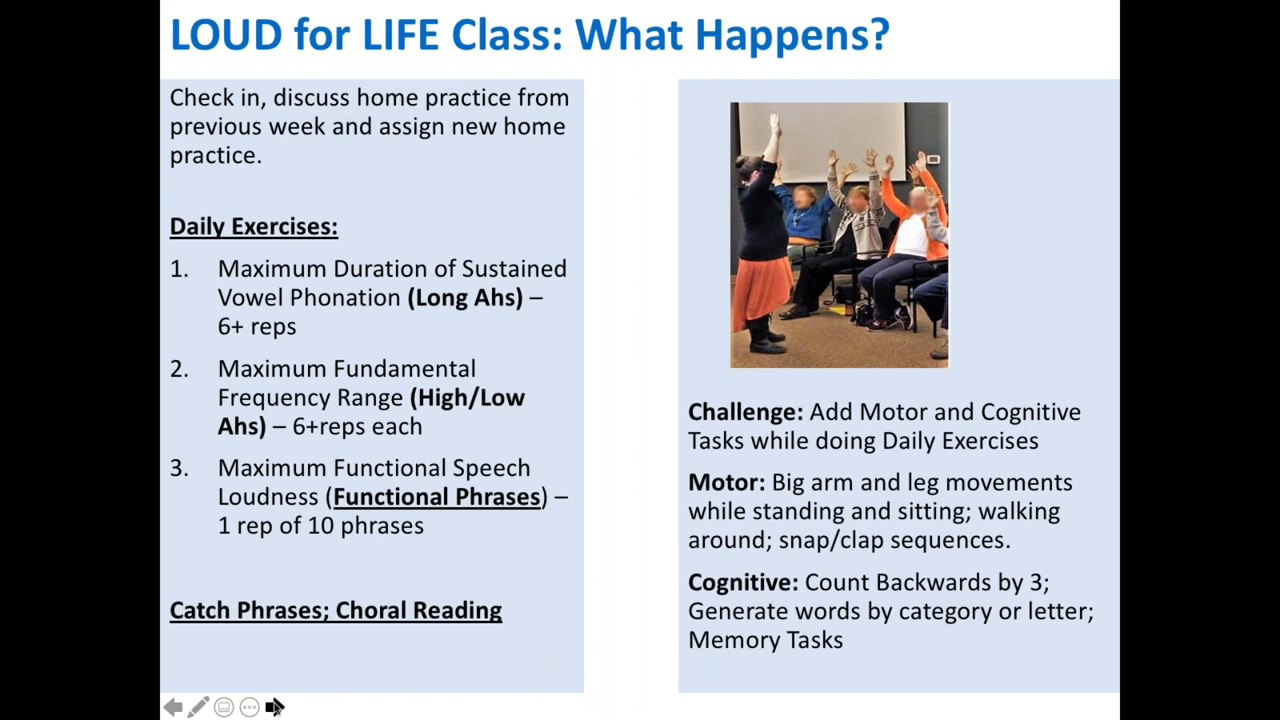 LOUD for LIFE Class: What Happens?
Check in, discuss home practice from
previous week and assign new home
practice.
Daily Exercises:
1. Maximum Duration of Sustained
Vowel Phonation (Long Ahs) –
6+ reps
2. Maximum Fundamental
Frequency Range (High/Low
Ahs) – 6+reps each
3. Maximum Functional Speech
Loudness (Functional Phrases) –
1 rep of 10 phrases
Catch Phrases; Choral Reading
Challenge: Add Motor and Cognitive
Tasks while doing Daily Exercises
Motor: Big arm and leg movements
while standing and sitting; walking
around; snap/clap sequences.
Cognitive: Count Backwards by 3;
Generate words by category or letter;
Memory Tasks